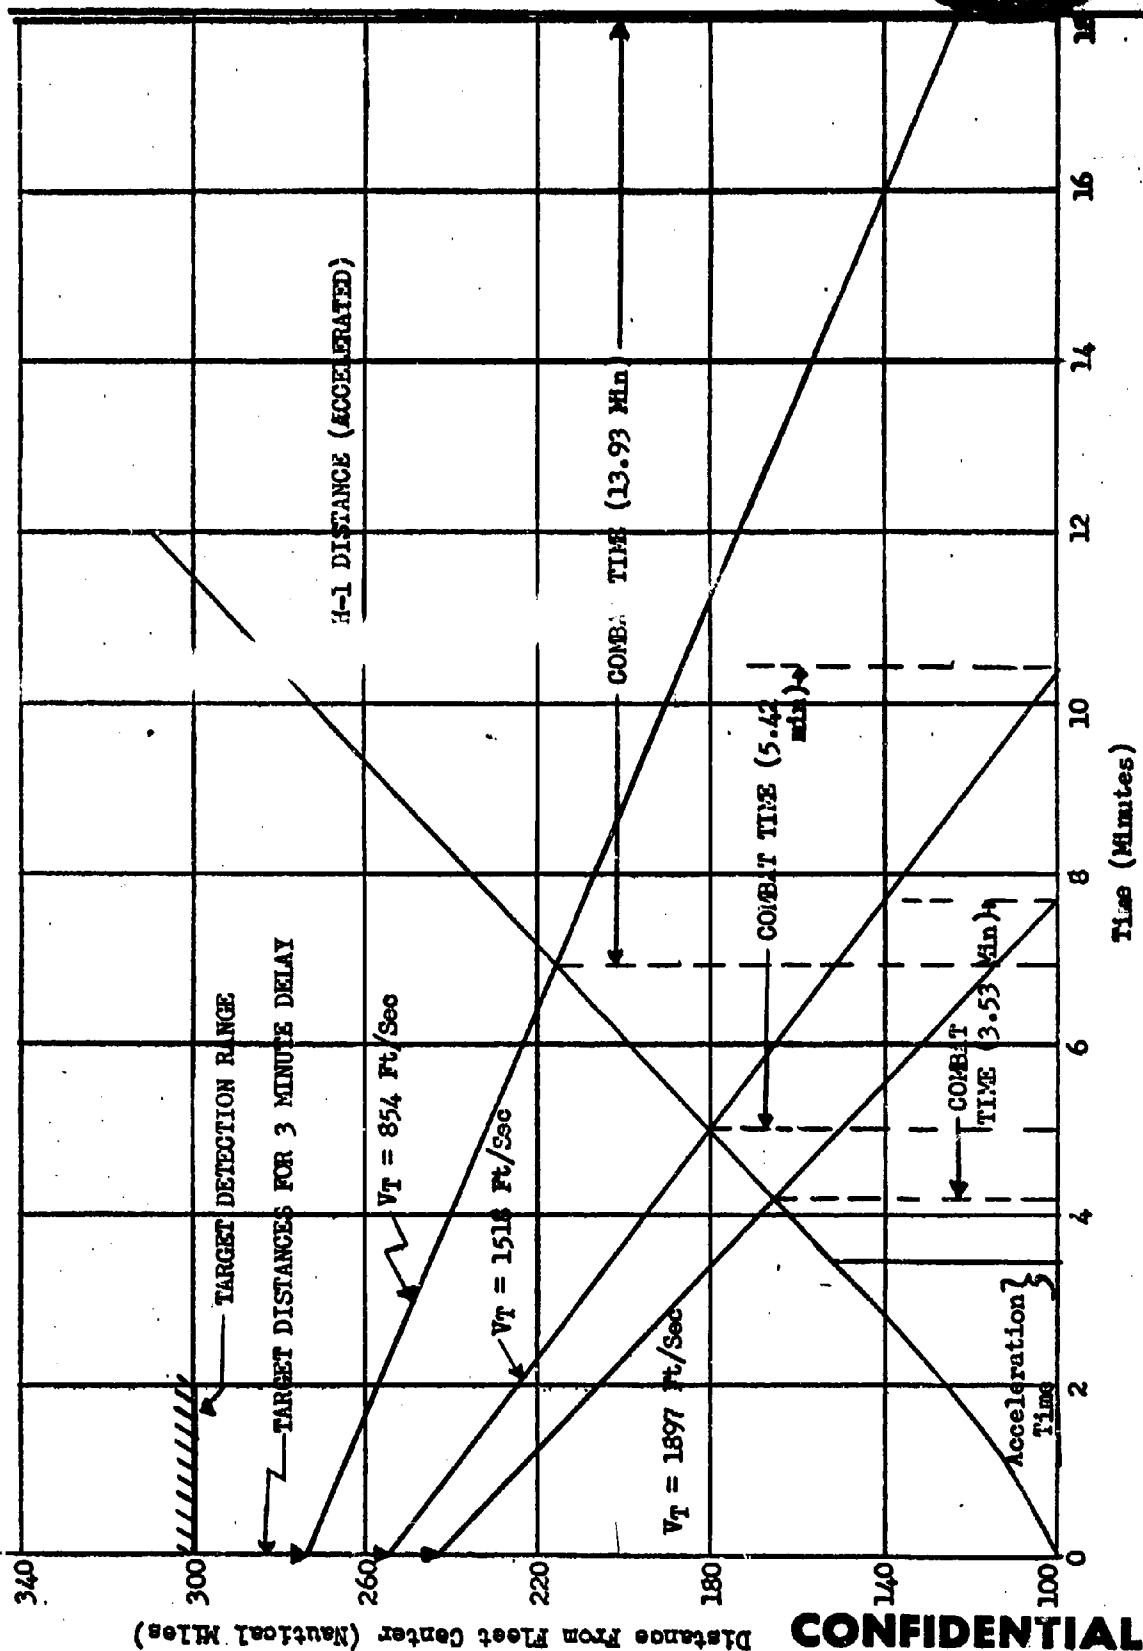 340
300
260
220
180
140
100
0
2
4
6
8
10
12
14
16
18
Distance From Fleet Center (Nautical Miles)
Time (Minutes)
TARGET DETECTION RANGE
TARGET DISTANCES FOR 3 MINUTE DELAY
VT = 854 Ft/Sec
VT = 1518 Ft/Sec
VT = 1897 Ft/Sec
DISTANCE (ACCELERATED)
TIME (13.93 Min)
COMBAT TIME (5.42
min)
COMBAT
TIME (3.53 Min)
Acceleration
Time
CONFIDENTIAL